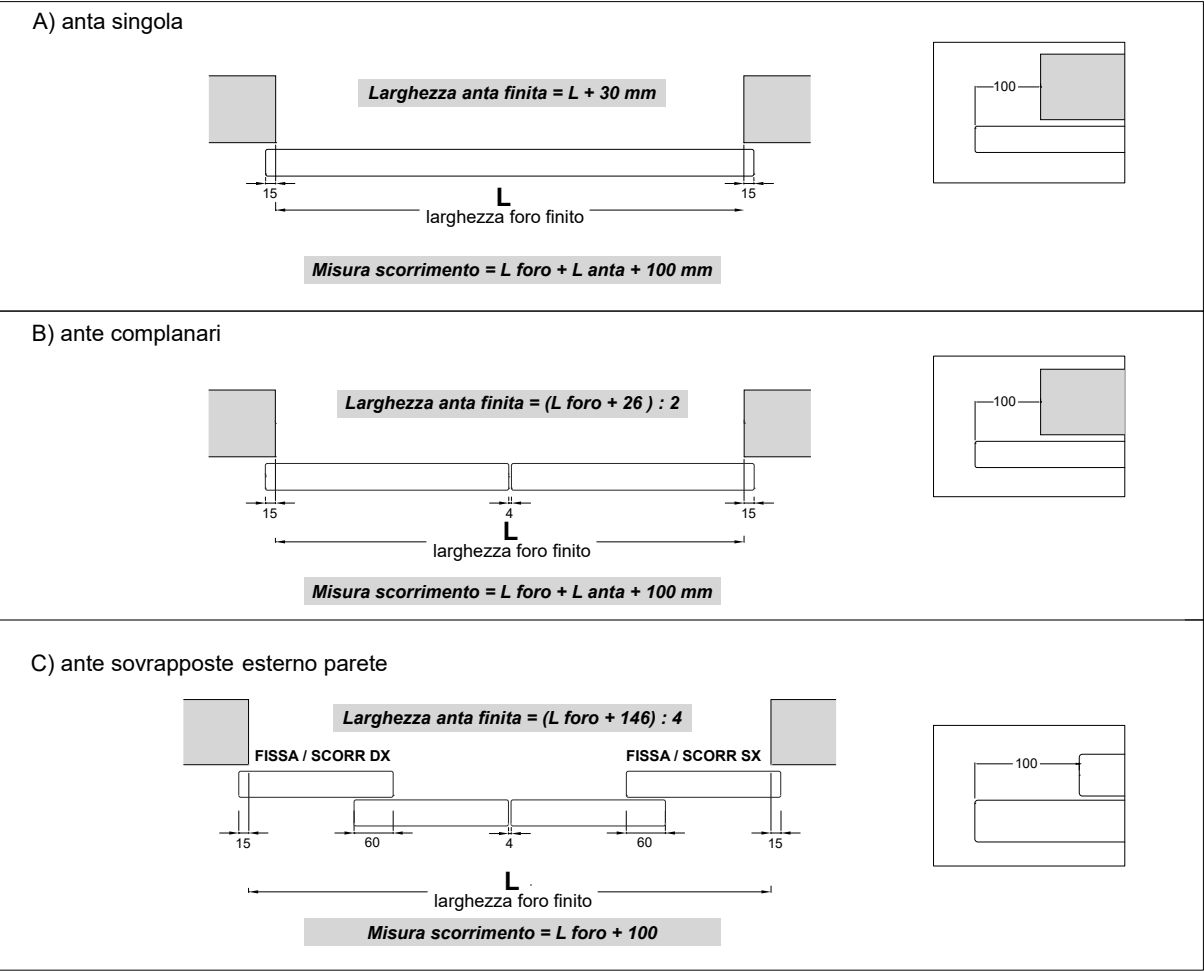 A) anta singola
Larghezza anta finita = L + 30 mm
100
15
15
L
larghezza foro finito
Misura scorrimento = L foro + L anta + 100 mm
B) ante complanari
Larghezza anta finita = (L foro + 26 ) : 2
100
15
4
15
L
larghezza foro finito
Misura scorrimento = L foro + L anta + 100 mm
C) ante sovrapposte esterno parete
Larghezza anta finita = (L foro + 146) : 4
FISSA / SCORR DX
FISSA / SCORR SX
100
15
60
4
60
15
L
larghezza foro finito
Misura scorrimento = L foro + 100